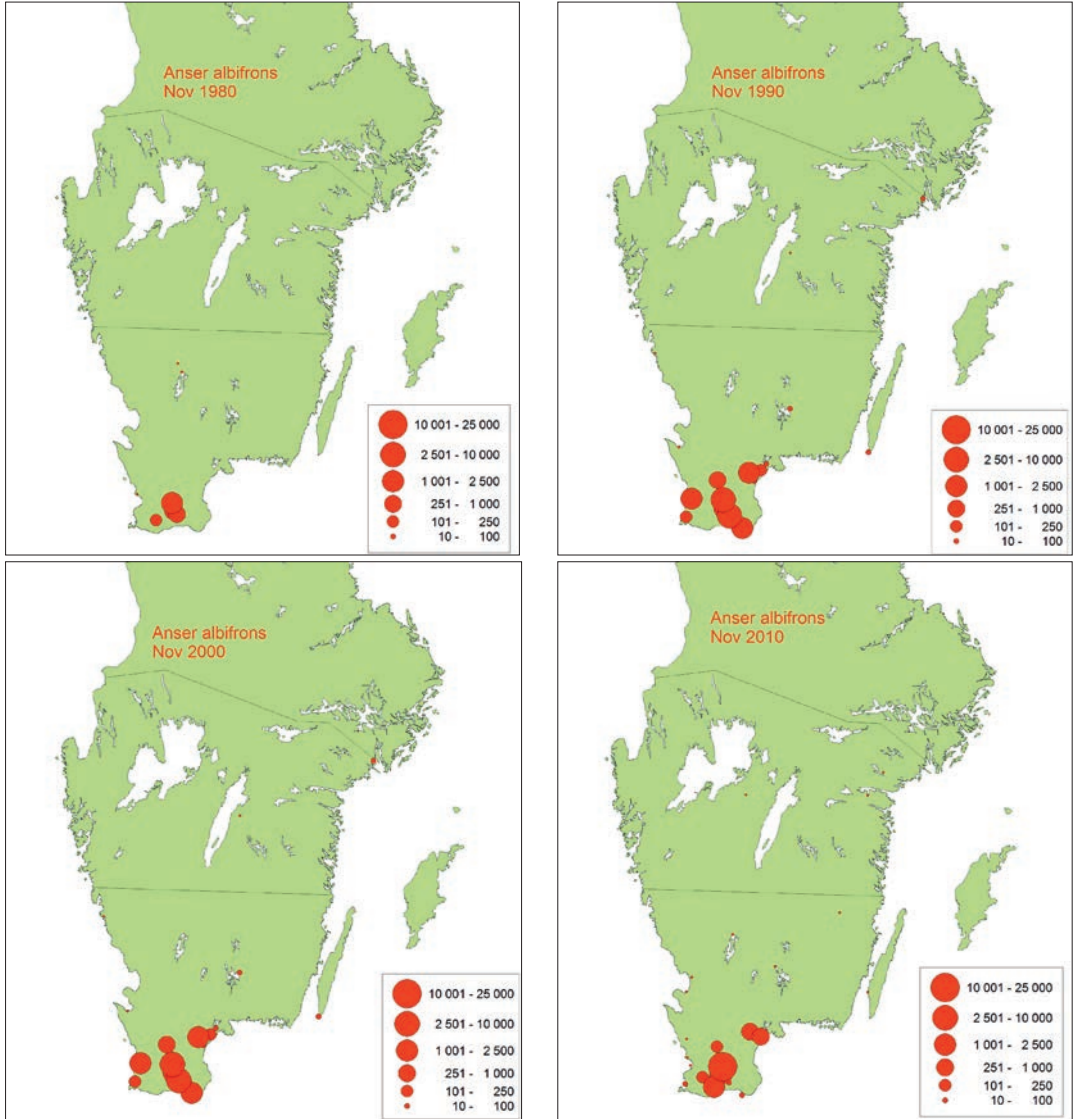 Anser albifrons
Nov 1980
10 001 - 25 000
2 501 - 10 000
1 001 - 2 500
251 - 1 000
101 - 250
10 - 100
Anser albifrons
Nov 1990
10 001 - 25 000
2 501 - 10 000
1 001 - 2 500
251 - 1 000
101 - 250
10 - 100
Anser albifrons
Nov 2000
10 001 - 25 000
2 501 - 10 000
1 001 - 2 500
251 - 1 000
101 - 250
10 - 100
Anser albifrons
Nov 2010
10 001 - 25 000
2 501 - 10 000
1 001 - 2 500
251 - 1 000
101 - 250
10 - 100